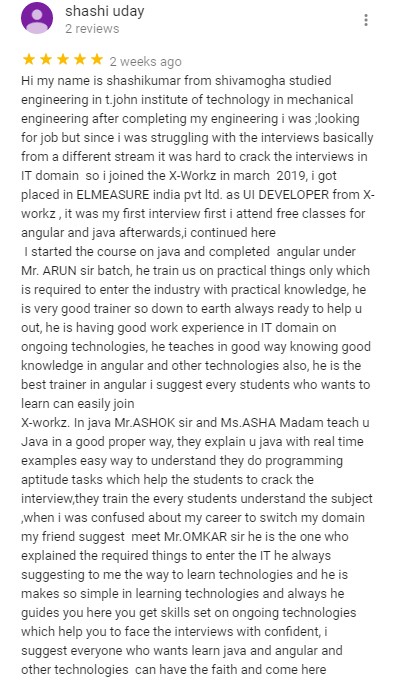 shashi uday
2 reviews
2 weeks ago
Hi my name is shashikumar from shivamogha studied
engineering in t.john institute of technology in mechanical
engineering after completing my engineering i was ;looking
for job but since i was struggling with the interviews basically
from a different stream it was hard to crack the interviews in
IT domain  so i joined the X-Workz in march  2019, i got
placed in ELMEASURE india pvt ltd. as UI DEVELOPER from X-
workz , it was my first interview first i attend free classes for
angular and java afterwards,i continued here
I started the course on java and completed  angular under
Mr. ARUN sir batch, he train us on practical things only which
is required to enter the industry with practical knowledge, he
is very good trainer so down to earth always ready to help u
out, he is having good work experience in IT domain on
ongoing technologies, he teaches in good way knowing good
knowledge in angular and other technologies also, he is the
best trainer in angular i suggest every students who wants to
learn can easily join
X-workz. In java Mr.ASHOK sir and Ms.ASHA Madam teach u
Java in a good proper way, they explain u java with real time
examples easy way to understand they do programming
aptitude tasks which help the students to crack the
interview,they train the every students understand the subject
,when i was confused about my career to switch my domain
my friend suggest  meet Mr.OMKAR sir he is the one who
explained the required things to enter the IT he always
suggesting to me the way to learn technologies and he is
makes so simple in learning technologies and always he
guides you here you get skills set on ongoing technologies
which help you to face the interviews with confident, i
suggest everyone who wants learn java and angular and
other technologies  can have the faith and come here